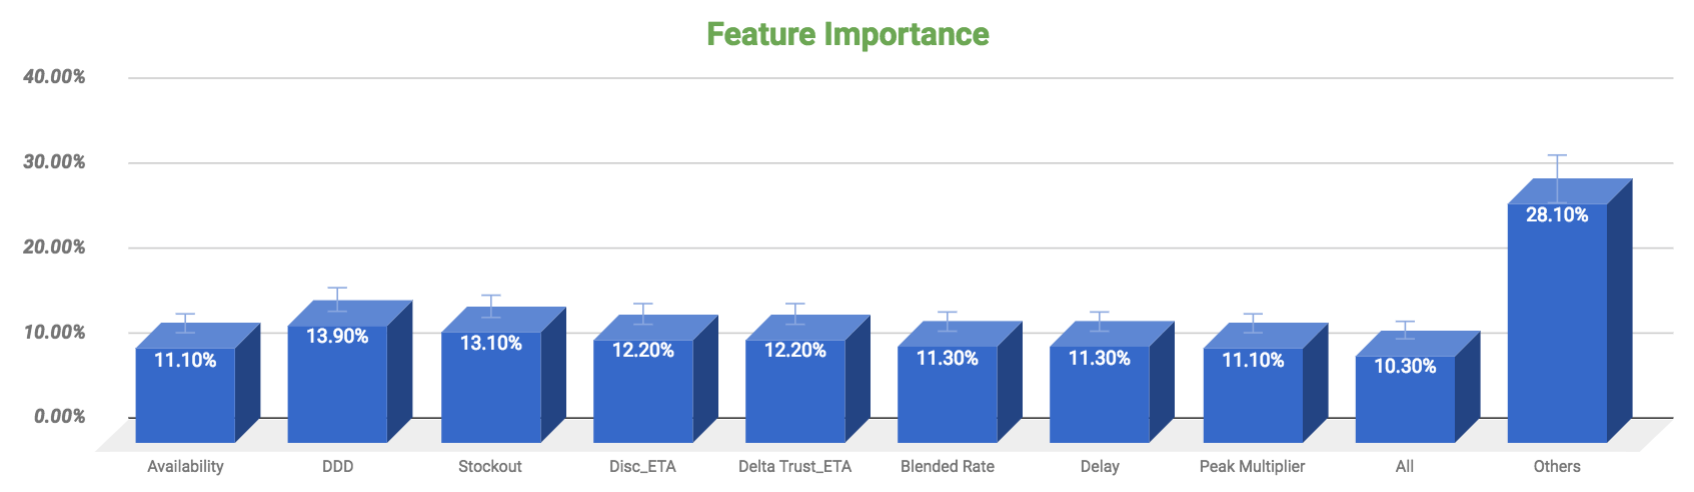 Feature Importance
40.00%
30.00%
20.00%
10.00%
0.00%
11.10%
13.90%
13.10%
12.20%
12.20%
11.30%
11.30%
11.10%
10.30%
28.10%
Availability
DDD
Stockout
Disc_ETA
Delta Trust_ETA
Blended Rate
Delay
Peak Multiplier
All
Others